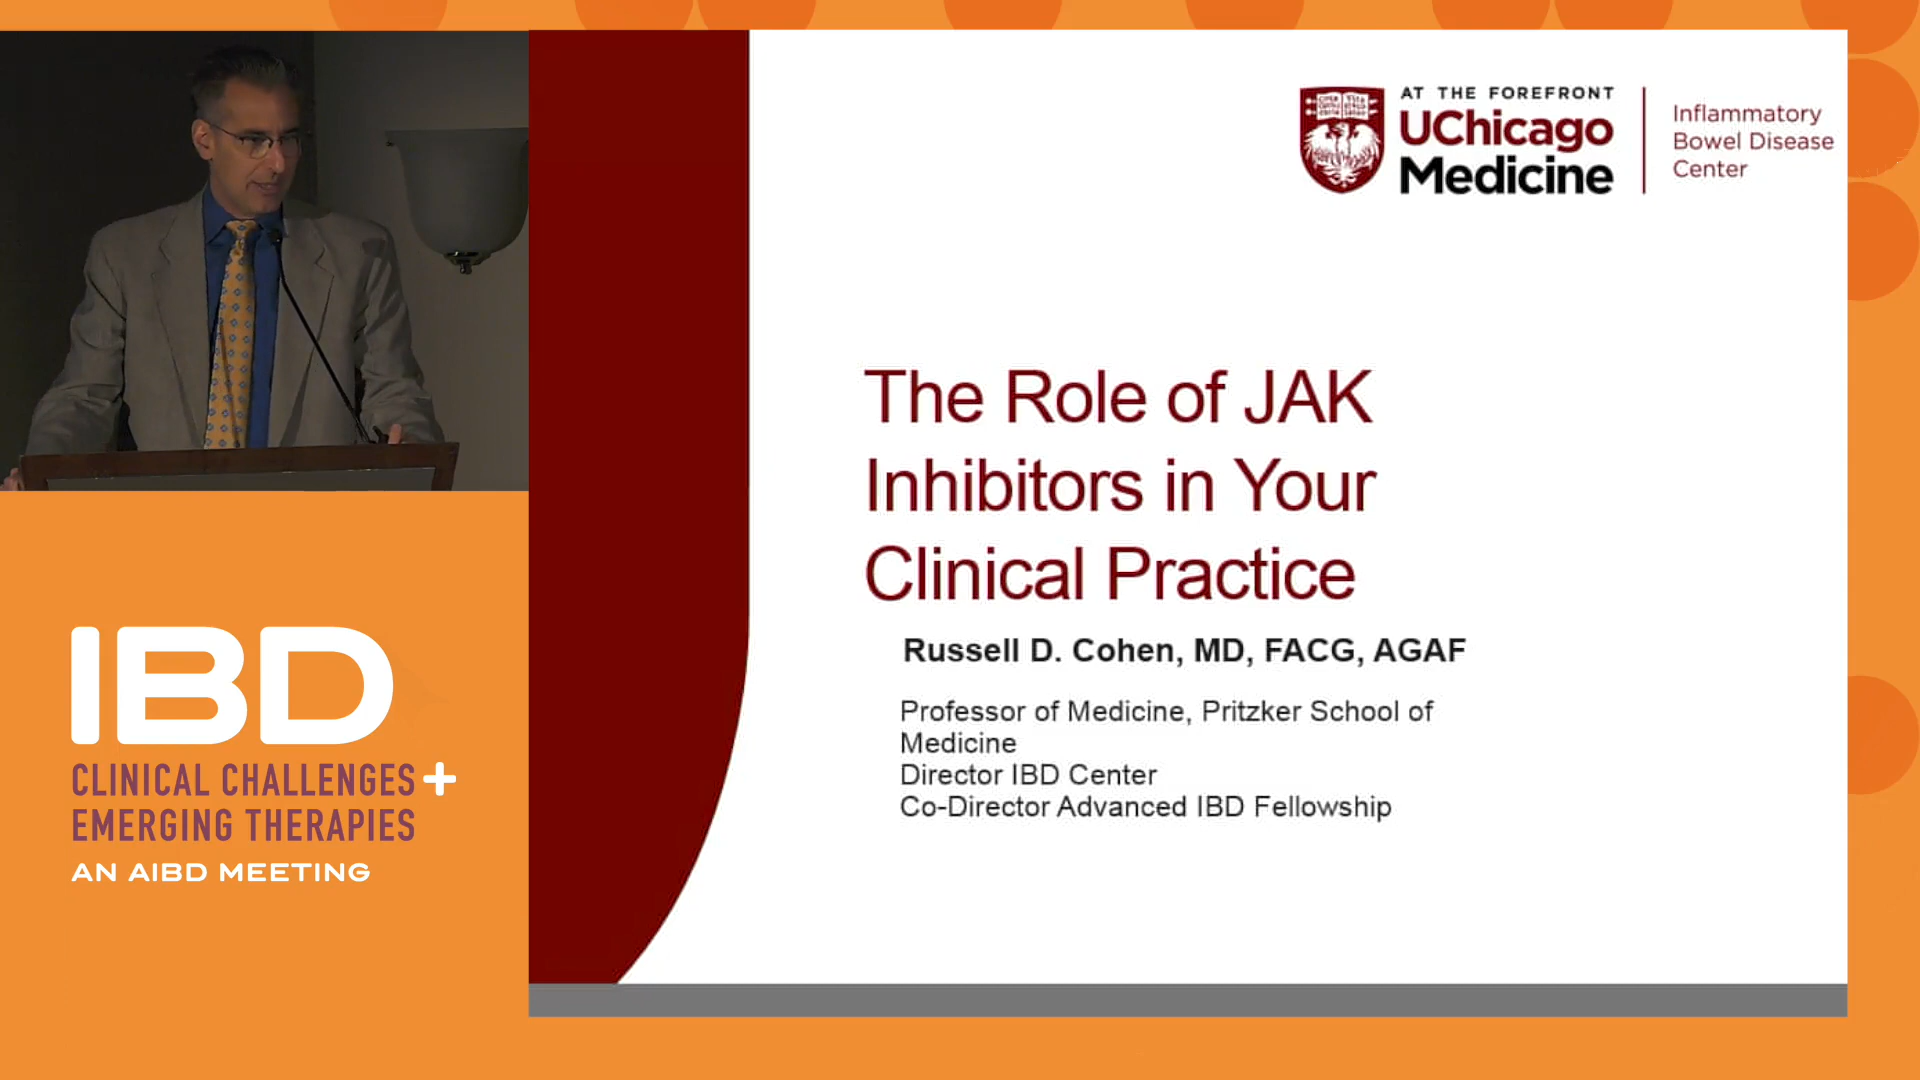 AT THE FOREFRONT
UChicago
Medicine
Inflammatory
Bowel Disease
Center
The Role of JAK
Inhibitors in Your
Clinical Practice
Russell D. Cohen, MD, FACG, AGAF
Professor of Medicine, Pritzker School of
Medicine
Director IBD Center
Co-Director Advanced IBD Fellowship
IBD
CLINICAL CHALLENGES +
EMERGING THERAPIES
AN AIBD MEETING